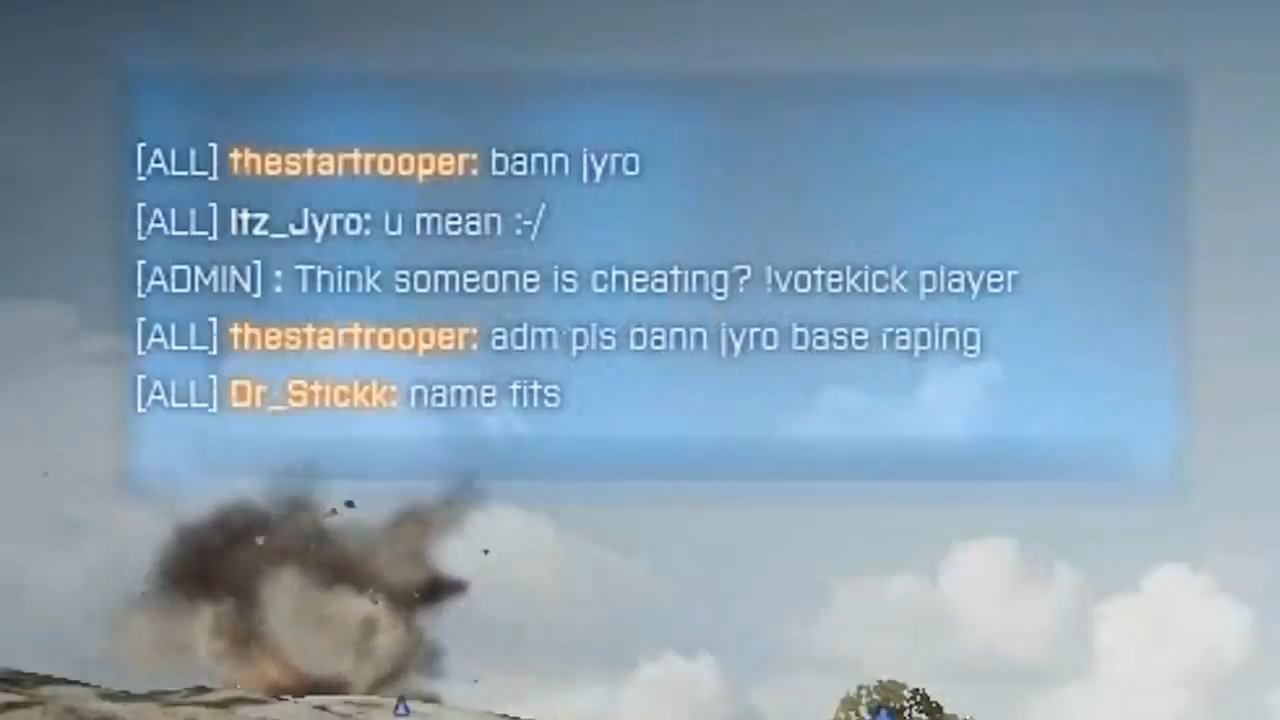 [ALL] thestartrooper: bann jyro
[ALL] Itz_Jyro: u mean :-/
[ADMIN] : Think someone is cheating? !votekick player
[ALL] thestartrooper: adm pls bann jyro base raping
[ALL] Dr_Stickk: name fits